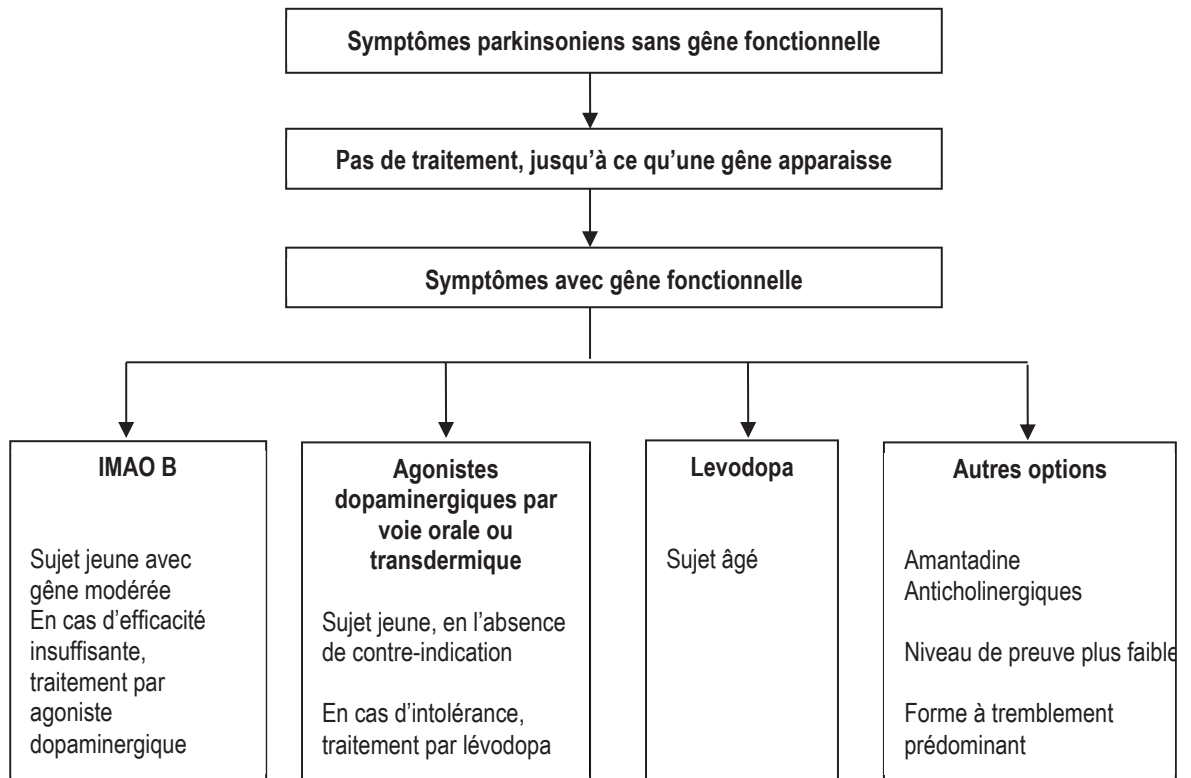 Symptômes parkinsoniens sans gêne fonctionnelle
Pas de traitement, jusqu’à ce qu’une gêne apparaisse
Symptômes avec gêne fonctionnelle
IMAO B
Sujet jeune avec
gêne modérée
En cas d’efficacité
insuffisante,
traitement par
agoniste
dopaminergique
Agonistes
dopaminergiques par
voie orale ou
transdermique
Sujet jeune, en l’absence
de contre-indication
En cas d’intolérance,
traitement par lévodopa
Levodopa
Sujet âgé
Autres options
Amantadine
Anticholinergiques
Niveau de preuve plus faible
Forme à tremblement
prédominant